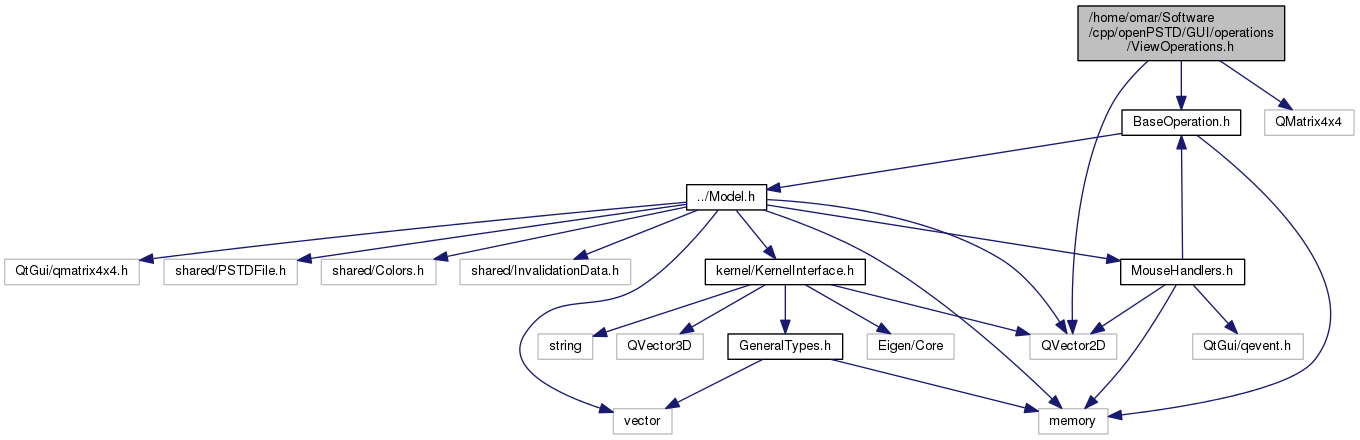 /home/omar/Software
/cpp/openPSTD/GUI/operations
/ViewOperations.h
BaseOperation.h
QMatrix4x4
../Model.h
QtGui/qmatrix4x4.h
shared/PSTDFile.h
shared/Colors.h
shared/InvalidationData.h
kernel/KernelInterface.h
MouseHandlers.h
string
QVector3D
GeneralTypes.h
Eigen/Core
QVector2D
QtGui/qevent.h
vector
memory